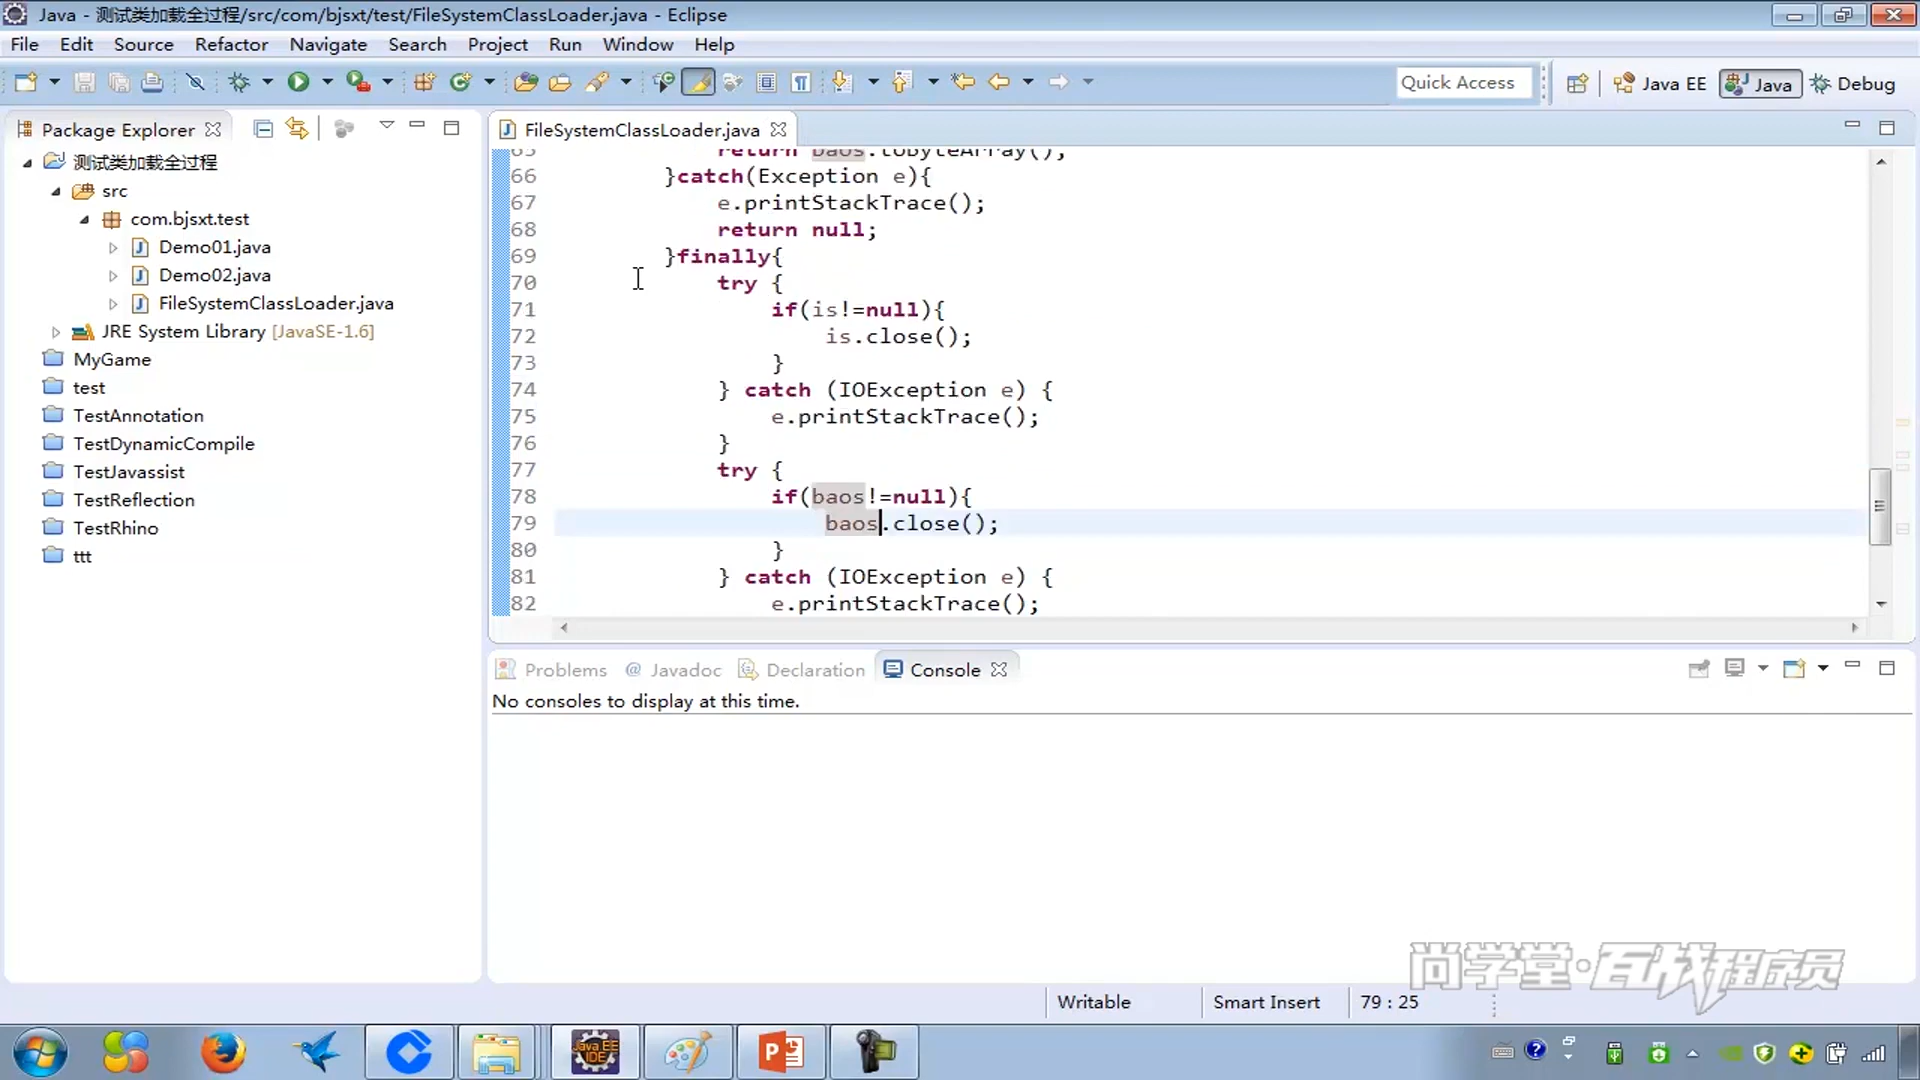 Java - 测试类加载全过程/src/com/bjsxt/test/FileSystemClassLoader.java - Eclipse
File Edit Source Refactor Navigate Search Project Run Window Help
Quick Access Java EE Java Debug
Package Explorer
测试类加载全过程
src
com.bjsxt.test
Demo01.java
Demo02.java
FileSystemClassLoader.java
JRE System Library [JavaSE-1.6]
MyGame
test
TestAnnotation
TestDynamicCompile
TestJavassist
TestReflection
TestRhino
ttt
FileSystemClassLoader.java
65 return baos.toByteArray();
66 }catch(Exception e){
67 e.printStackTrace();
68 return null;
69 }finally{
70 try {
71 if(is!=null){
72 is.close();
73 }
74 } catch (IOException e) {
75 e.printStackTrace();
76 }
77 try {
78 if(baos!=null){
79 baos.close();
80 }
81 } catch (IOException e) {
82 e.printStackTrace();
Problems @ Javadoc Declaration Console
No consoles to display at this time.
尚学堂·百战程序员
Writable Smart Insert 79 : 25
Java EE
IDE